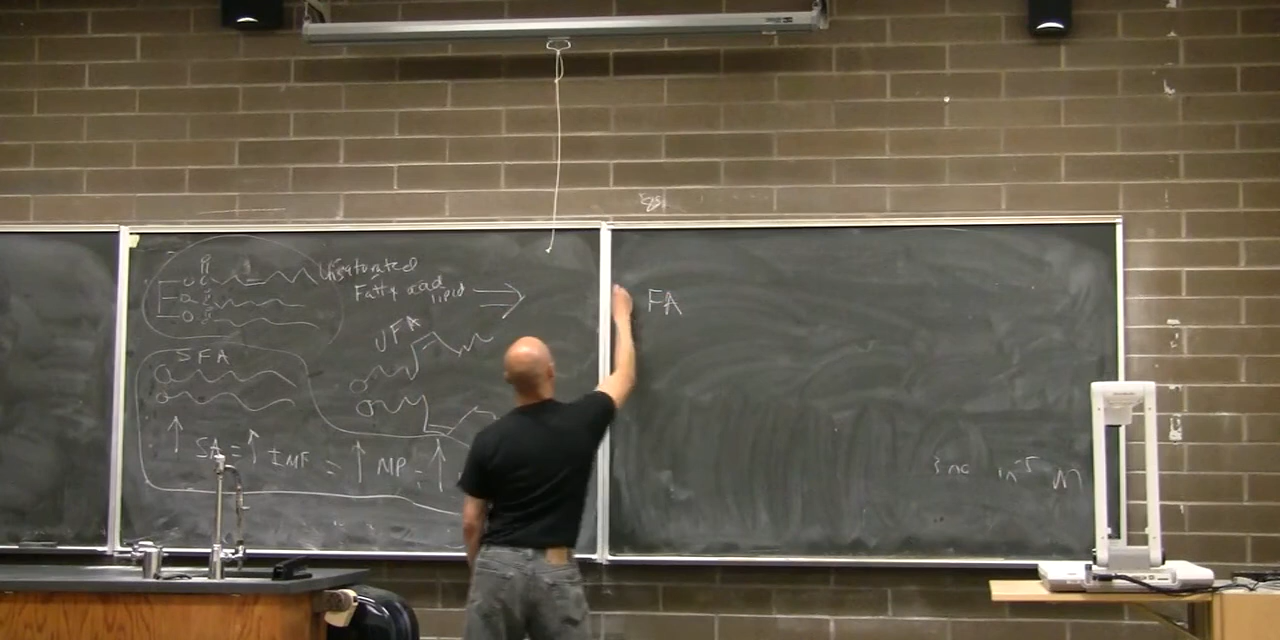 Unsaturated
Fatty acid
lipid
UFA
SFA
↑ SA = ↑ IMF = ↑ MP = ↑
FA